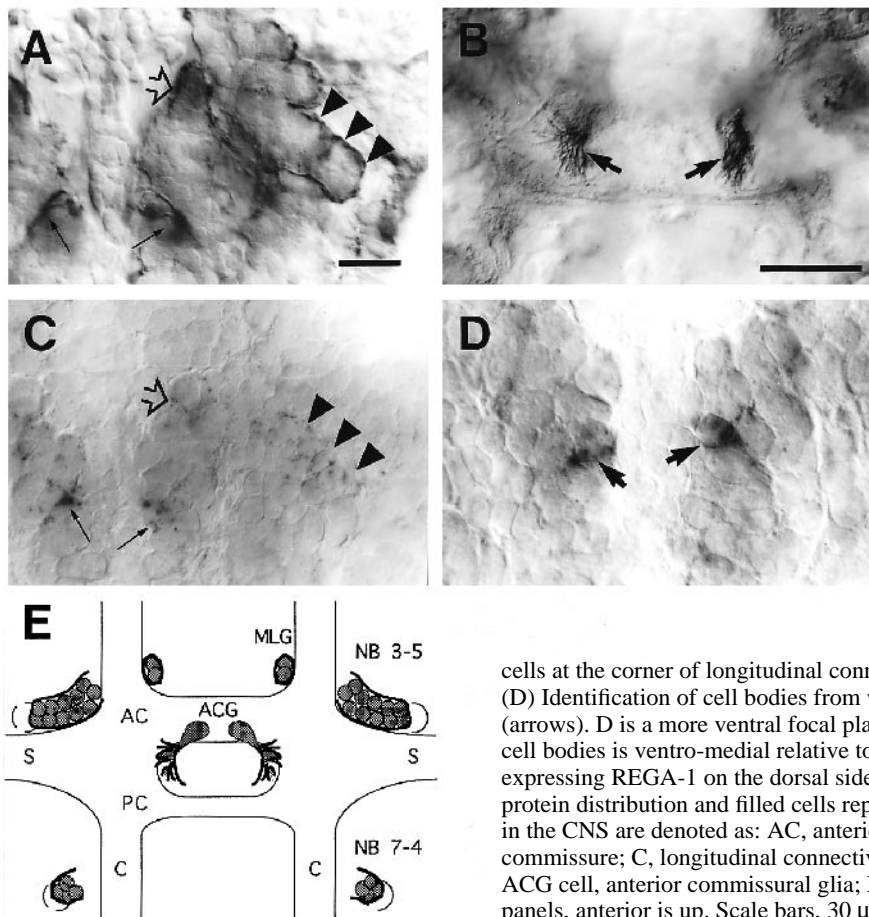 A
B
C
D
E
MLG
NB 3-5
AC
ACG
S
S
PC
C
C
NB 7-4
cells at the corner of longitudinal conn
(D) Identification of cell bodies from
(arrows). D is a more ventral focal pla
cell bodies is ventro-medial relative to
expressing REGA-1 on the dorsal side
protein distribution and filled cells rep
in the CNS are denoted as: AC, anteri
commissure; C, longitudinal connectiv
ACG cell, anterior commissural glia;
panels, anterior is up. Scale bars, 30 μ